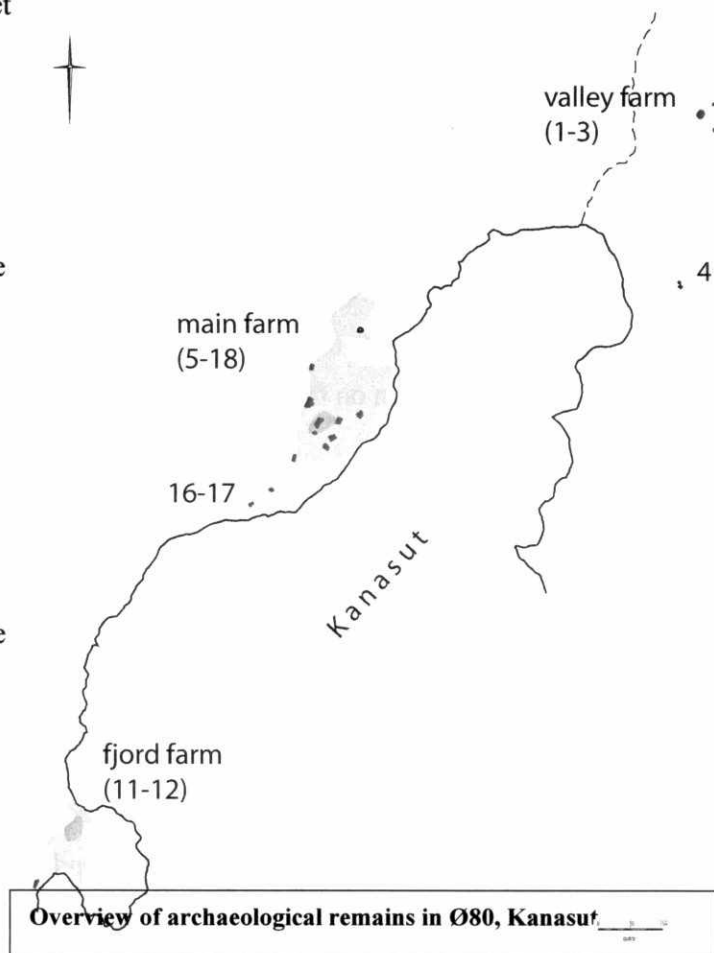 et
valley farm
(1-3)
e
4
main farm
(5-18)
16-17
Kanasut
e
fjord farm
(11-12)
Overview of archaeological remains in Ø80, Kanasut